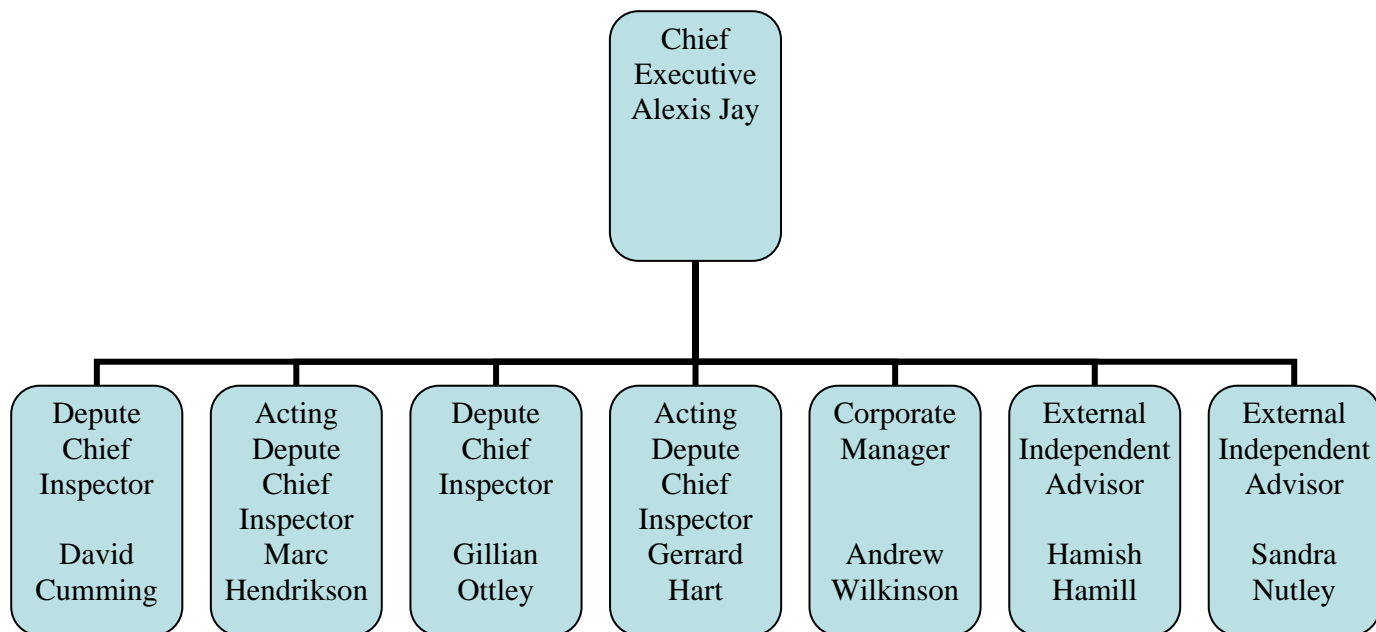 Chief
Executive
Alexis Jay
Depute
Chief
Inspector
David
Cumming
Acting
Depute
Chief
Inspector
Marc
Hendrikson
Depute
Chief
Inspector
Gillian
Ottley
Acting
Depute
Chief
Inspector
Gerrard
Hart
Corporate
Manager
Andrew
Wilkinson
External
Independent
Advisor
Hamish
Hamill
External
Independent
Advisor
Sandra
Nutley